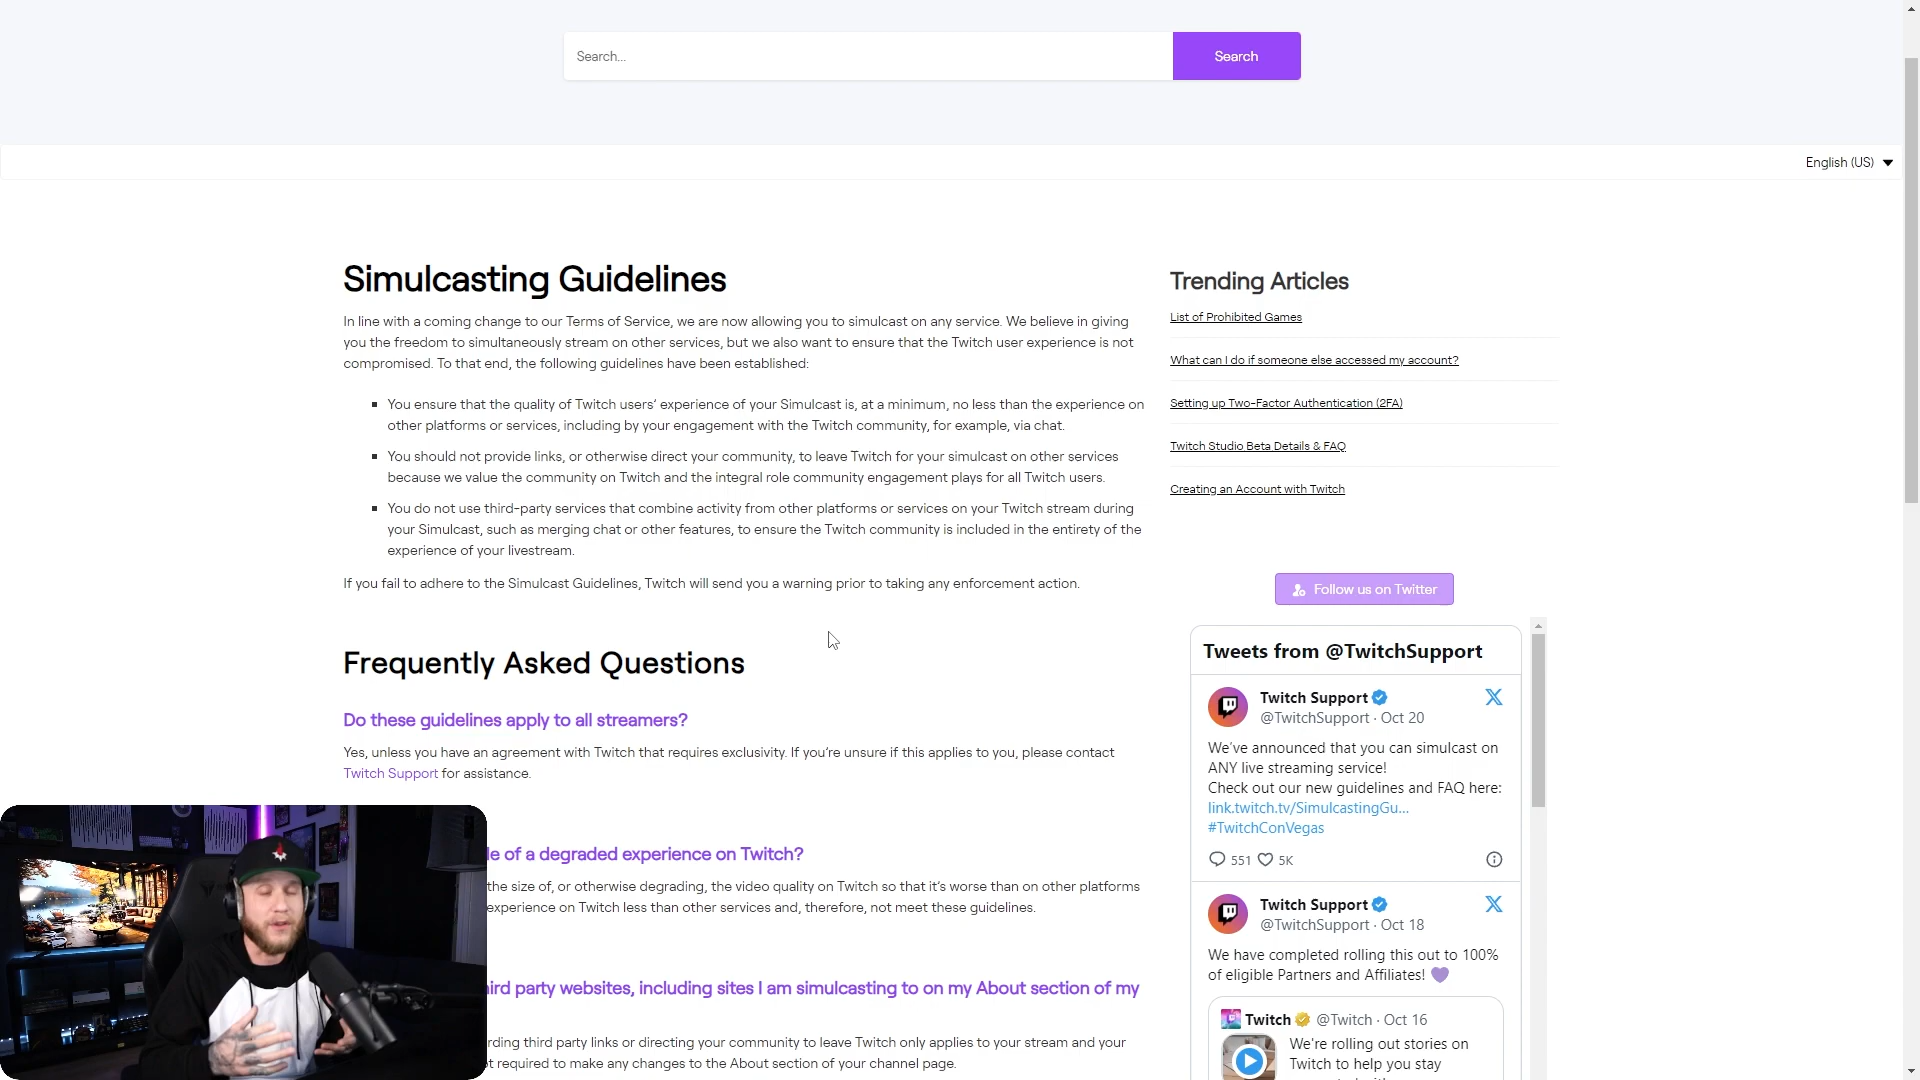 Search...
Search
English (US)
Simulcasting Guidelines
In line with a coming change to our Terms of Service, we are now allowing you to simulcast on any service. We believe in giving
you the freedom to simultaneously stream on other services, but we also want to ensure that the Twitch user experience is not
compromised. To that end, the following guidelines have been established:
You ensure that the quality of Twitch users’ experience of your Simulcast is, at a minimum, no less than the experience on
other platforms or services, including by your engagement with the Twitch community, for example, via chat.
You should not provide links, or otherwise direct your community, to leave Twitch for your simulcast on other services
because we value the community on Twitch and the integral role community engagement plays for all Twitch users.
You do not use third-party services that combine activity from other platforms or services on your Twitch stream during
your Simulcast, such as merging chat or other features, to ensure the Twitch community is included in the entirety of the
experience of your livestream.
If you fail to adhere to the Simulcast Guidelines, Twitch will send you a warning prior to taking any enforcement action.
Frequently Asked Questions
Do these guidelines apply to all streamers?
Yes, unless you have an agreement with Twitch that requires exclusivity. If you’re unsure if this applies to you, please contact
Twitch Support for assistance.
of a degraded experience on Twitch?
the size of, or otherwise degrading, the video quality on Twitch so that it’s worse than on other platforms
experience on Twitch less than other services and, therefore, not meet these guidelines.
party websites, including sites I am simulcasting to on my About section of my
third party links or directing your community to leave Twitch only applies to your stream and your
required to make any changes to the About section of your channel page.
Trending Articles
List of Prohibited Games
What can I do if someone else accessed my account?
Setting up Two-Factor Authentication (2FA)
Twitch Studio Beta Details & FAQ
Creating an Account with Twitch
Follow us on Twitter
Tweets from @TwitchSupport
Twitch Support
@TwitchSupport · Oct 20
We’ve announced that you can simulcast on
ANY live streaming service!
Check out our new guidelines and FAQ here:
link.twitch.tv/SimulcastingGu...
#TwitchConVegas
551 5K
Twitch Support
@TwitchSupport · Oct 18
We have completed rolling this out to 100%
of eligible Partners and Affiliates! 💜
Twitch @Twitch · Oct 16
We're rolling out stories on
Twitch to help you stay